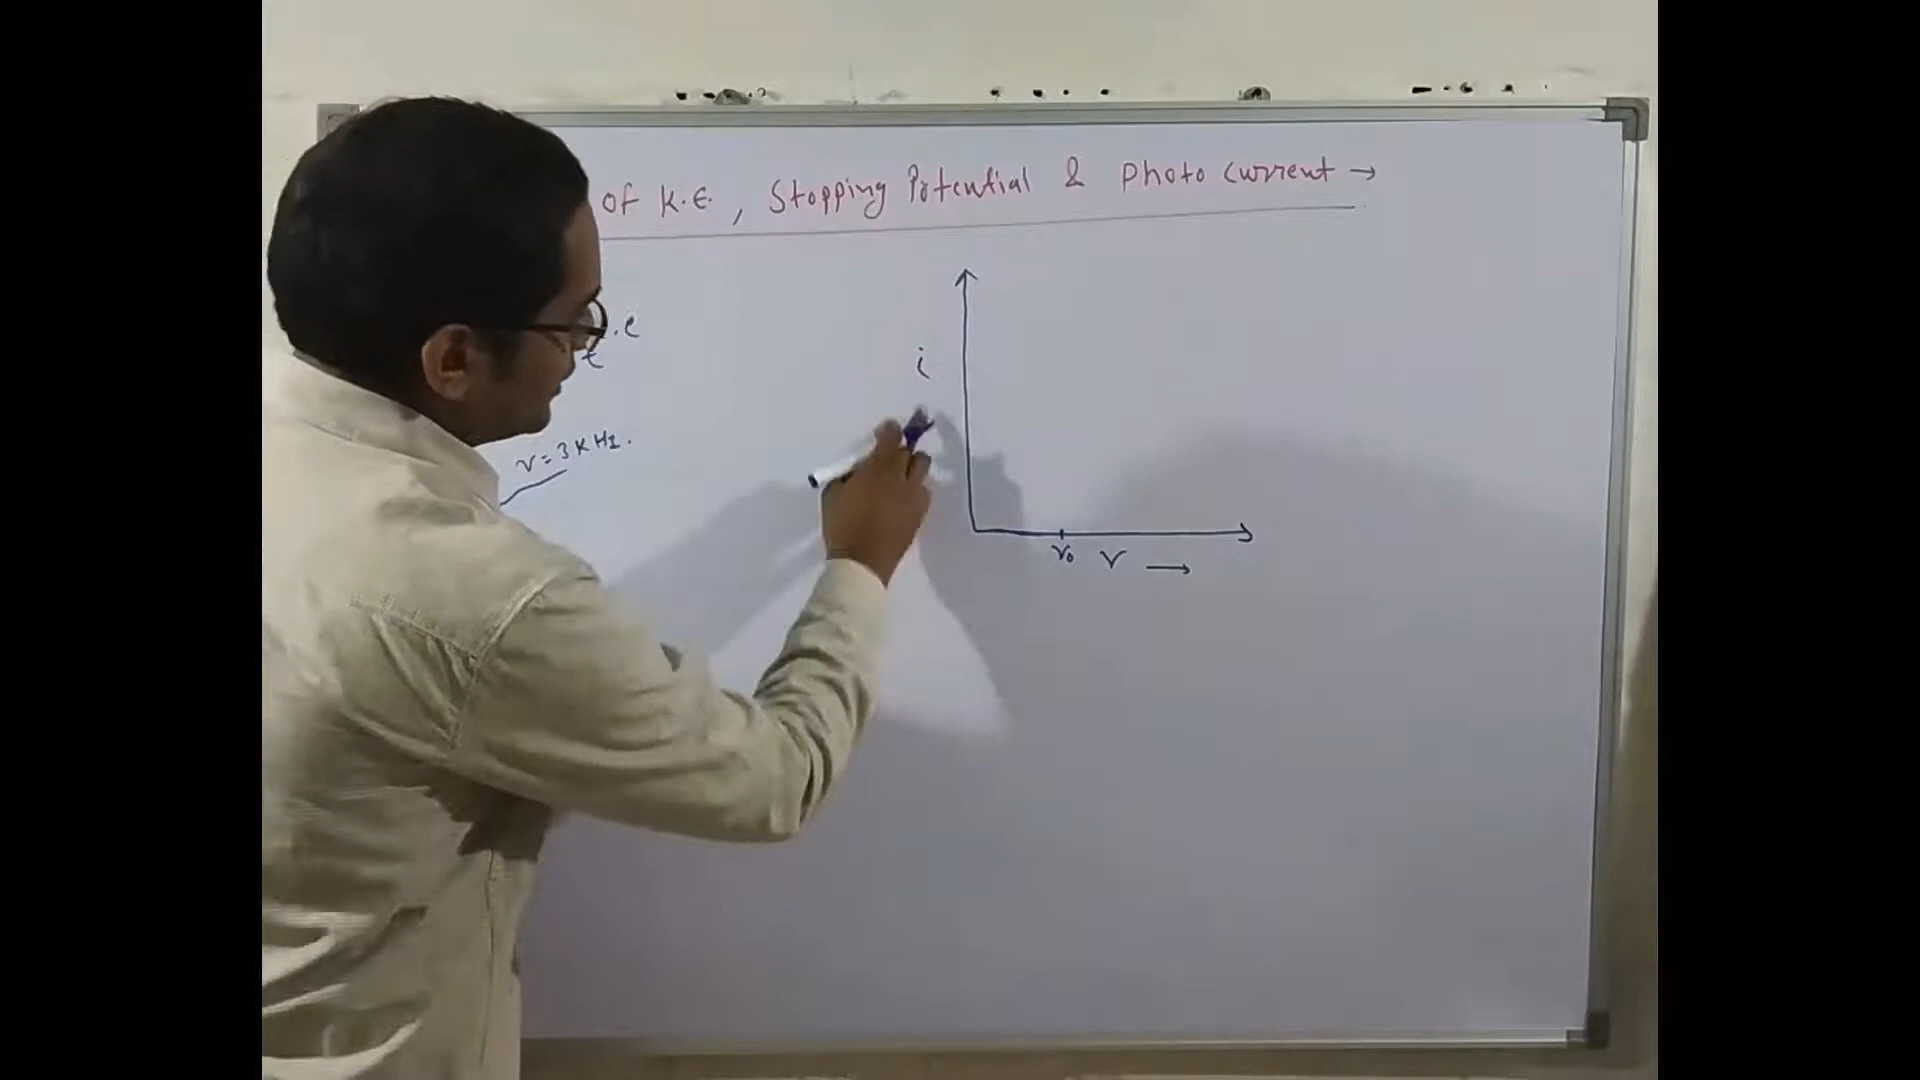 of K.E., Stopping Potential & Photo Current →
t . e
i
ν = 3 KHz.
ν₀ ν →